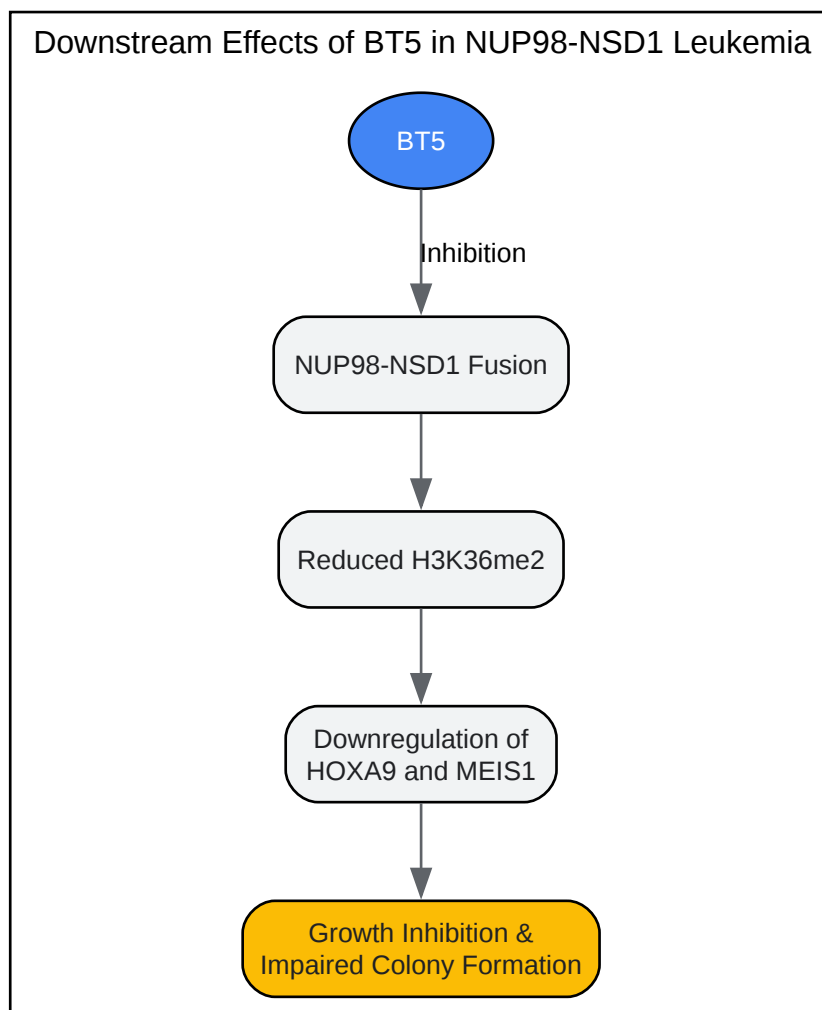 Downstream Effects of BT5 in NUP98-NSD1 Leukemia
BT5
Inhibition
NUP98-NSD1 Fusion
Reduced H3K36me2
Downregulation of
HOXA9 and MEIS1
Growth Inhibition &
Impaired Colony Formation